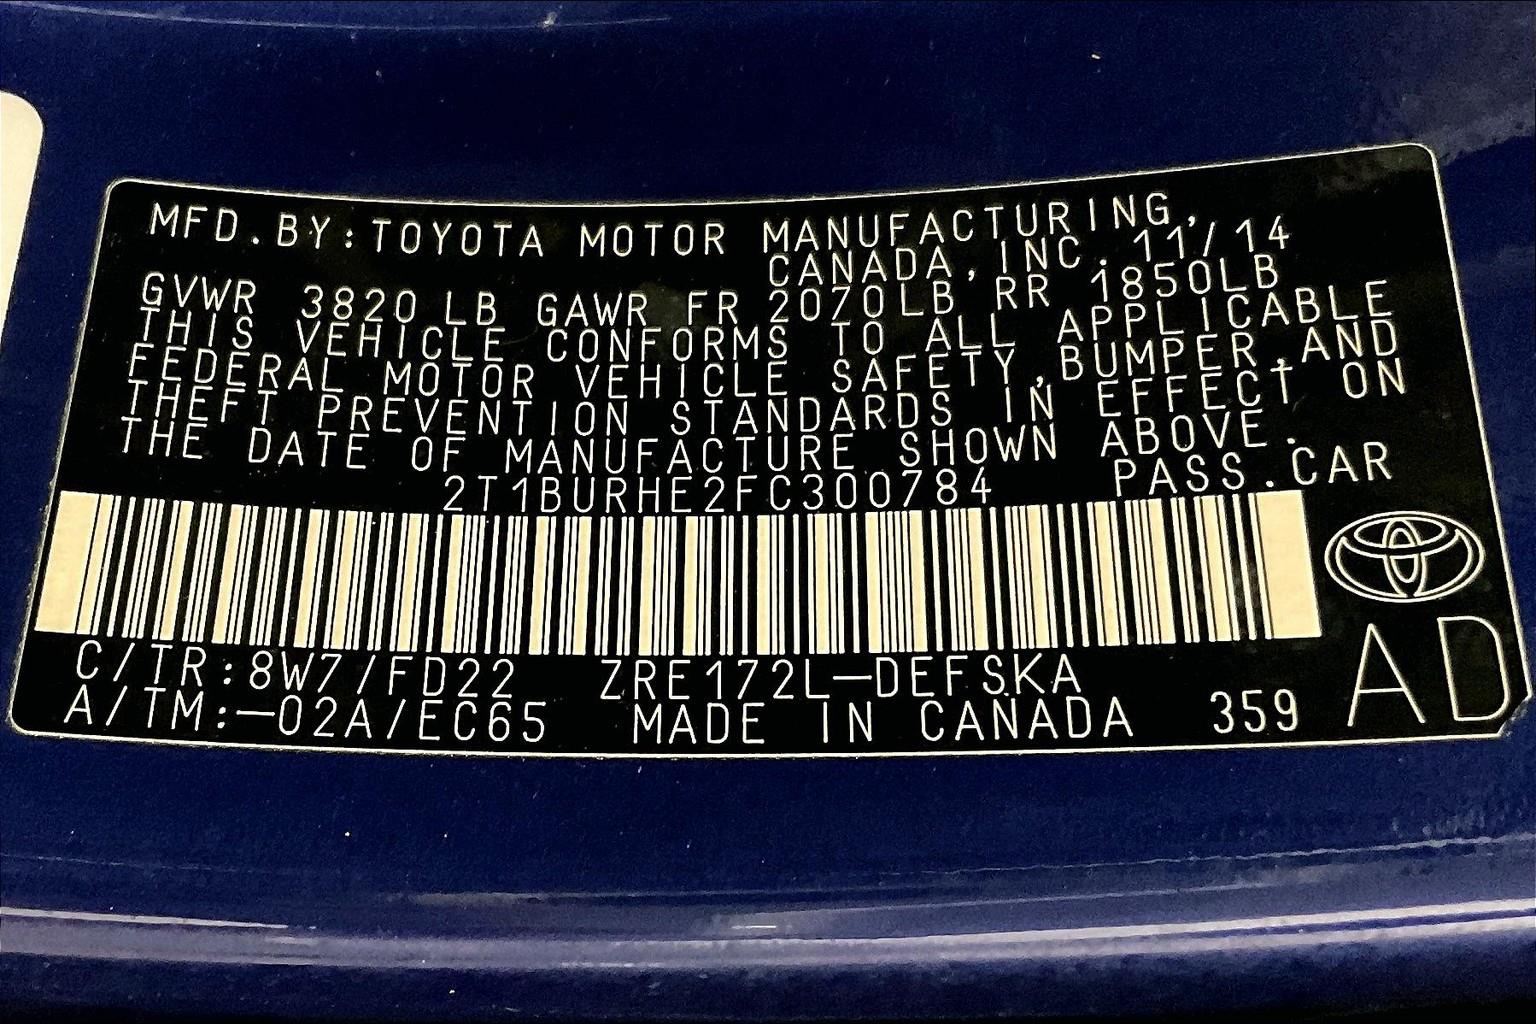 MFD.BY:TOYOTA MOTOR MANUFACTURING,
CANADA,INC. 11/14
GVWR 3820 LB GAWR FR 2070LB RR 1850LB
THIS VEHICLE CONFORMS TO ALL APPLICABLE
FEDERAL MOTOR VEHICLE SAFETY,BUMPER,AND
THEFT PREVENTION STANDARDS IN EFFECT ON
THE DATE OF MANUFACTURE SHOWN ABOVE.
2T1BURHE2FC300784 PASS.CAR
C/TR:8W7/FD22 ZRE172L—DEFSKA
A/TM:—02A/EC65 MADE IN CANADA 359
AD